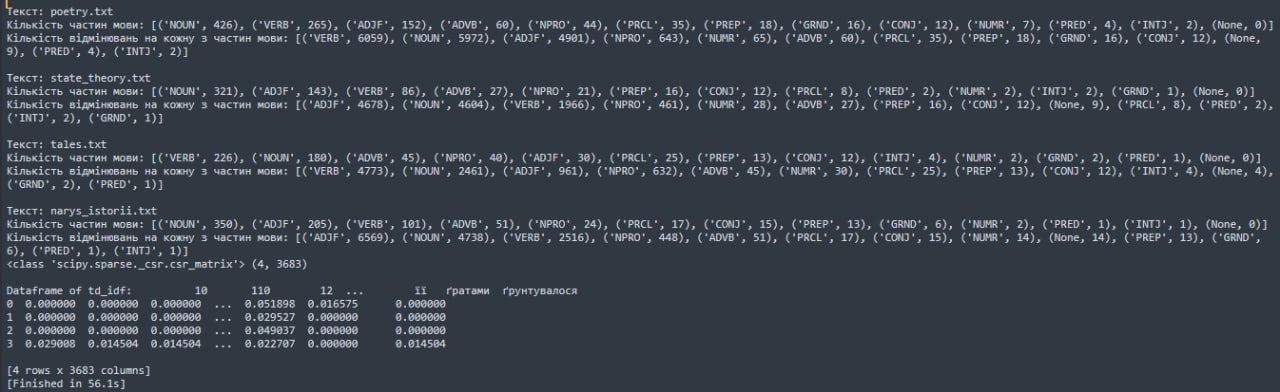 Текст: poetry.txt
Кількість частин мови: [('NOUN', 426), ('VERB', 265), ('ADJF', 152), ('ADVB', 60), ('NPRO', 44), ('PRCL', 35), ('PREP', 18), ('GRND', 16), ('CONJ', 12), ('NUMR', 7), ('PRED', 4), ('INTJ', 2), (None, 0)]
Кількість відмінювань на кожну з частин мови: [('VERB', 6059), ('NOUN', 5972), ('ADJF', 4901), ('NPRO', 643), ('NUMR', 65), ('ADVB', 60), ('PRCL', 35), ('PREP', 18), ('GRND', 16), ('CONJ', 12), (None,
9), ('PRED', 4), ('INTJ', 2)]
Текст: state_theory.txt
Кількість частин мови: [('NOUN', 321), ('ADJF', 143), ('VERB', 86), ('ADVB', 27), ('NPRO', 21), ('PREP', 16), ('CONJ', 12), ('PRCL', 8), ('PRED', 2), ('NUMR', 2), ('INTJ', 2), ('GRND', 1), (None, 0)]
Кількість відмінювань на кожну з частин мови: [('ADJF', 4678), ('NOUN', 4604), ('VERB', 1966), ('NPRO', 461), ('NUMR', 28), ('ADVB', 27), ('PREP', 16), ('CONJ', 12), (None, 9), ('PRCL', 8), ('PRED', 2),
('INTJ', 2), ('GRND', 1)]
Текст: tales.txt
Кількість частин мови: [('VERB', 226), ('NOUN', 180), ('ADVB', 45), ('NPRO', 40), ('ADJF', 30), ('PRCL', 25), ('PREP', 13), ('CONJ', 12), ('INTJ', 4), ('NUMR', 2), ('GRND', 2), ('PRED', 1), (None, 0)]
Кількість відмінювань на кожну з частин мови: [('VERB', 4773), ('NOUN', 2461), ('ADJF', 961), ('NPRO', 632), ('ADVB', 45), ('NUMR', 30), ('PRCL', 25), ('PREP', 13), ('CONJ', 12), ('INTJ', 4), (None, 4),
('GRND', 2), ('PRED', 1)]
Текст: narys_istorii.txt
Кількість частин мови: [('NOUN', 350), ('ADJF', 205), ('VERB', 101), ('ADVB', 51), ('NPRO', 24), ('PRCL', 17), ('CONJ', 15), ('PREP', 13), ('GRND', 6), ('NUMR', 2), ('PRED', 1), ('INTJ', 1), (None, 0)]
Кількість відмінювань на кожну з частин мови: [('ADJF', 6569), ('NOUN', 4738), ('VERB', 2516), ('NPRO', 448), ('ADVB', 51), ('PRCL', 17), ('CONJ', 15), ('NUMR', 14), (None, 14), ('PREP', 13), ('GRND',
6), ('PRED', 1), ('INTJ', 1)]
<class 'scipy.sparse._csr.csr_matrix'> (4, 3683)
Dataframe of td_idf: 10 110 12 ... її ґратами ґрунтувалося
0 0.000000 0.000000 0.000000 ... 0.051898 0.016575 0.000000
1 0.000000 0.000000 0.000000 ... 0.029527 0.000000 0.000000
2 0.000000 0.000000 0.000000 ... 0.049037 0.000000 0.000000
3 0.029008 0.014504 0.014504 ... 0.022707 0.000000 0.014504
[4 rows x 3683 columns]
[Finished in 56.1s]